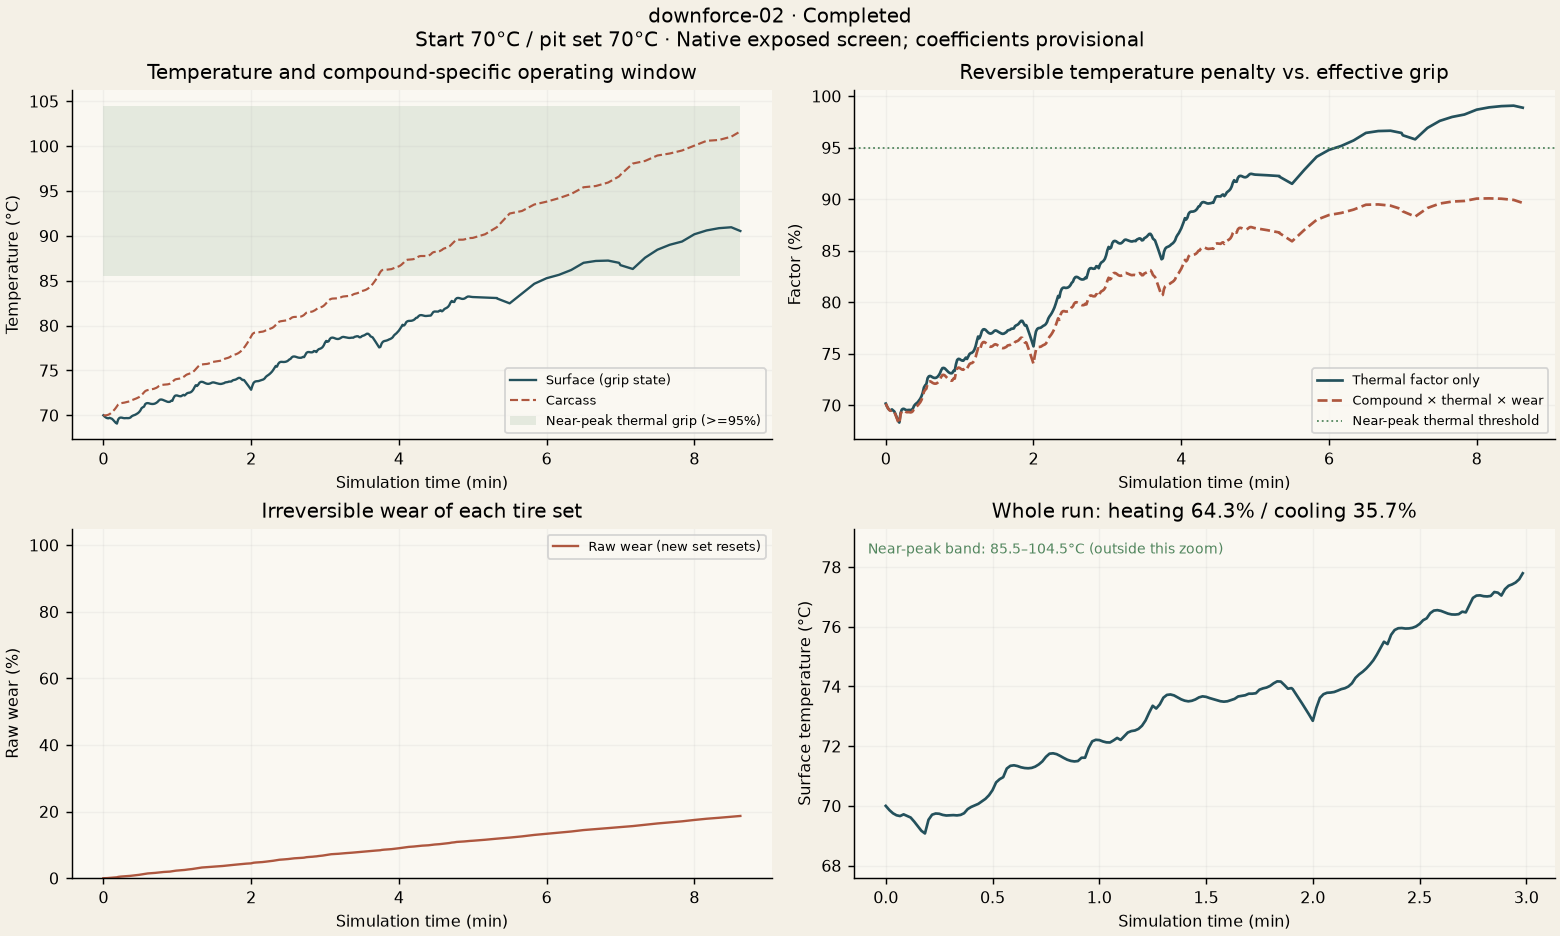 downforce-02 · Completed
Start 70°C / pit set 70°C · Native exposed screen; coefficients provisional
Temperature and compound-specific operating window
Temperature (°C)
105
100
95
90
85
80
75
70
Surface (grip state)
Carcass
Near-peak thermal grip (>=95%)
0 2 4 6 8
Simulation time (min)
Reversible temperature penalty vs. effective grip
Factor (%)
100
95
90
85
80
75
70
Thermal factor only
Compound × thermal × wear
Near-peak thermal threshold
0 2 4 6 8
Simulation time (min)
Irreversible wear of each tire set
Raw wear (%)
100
80
60
40
20
0
Raw wear (new set resets)
0 2 4 6 8
Simulation time (min)
Whole run: heating 64.3% / cooling 35.7%
Near-peak band: 85.5–104.5°C (outside this zoom)
Surface temperature (°C)
78
76
74
72
70
68
0.0 0.5 1.0 1.5 2.0 2.5 3.0
Simulation time (min)